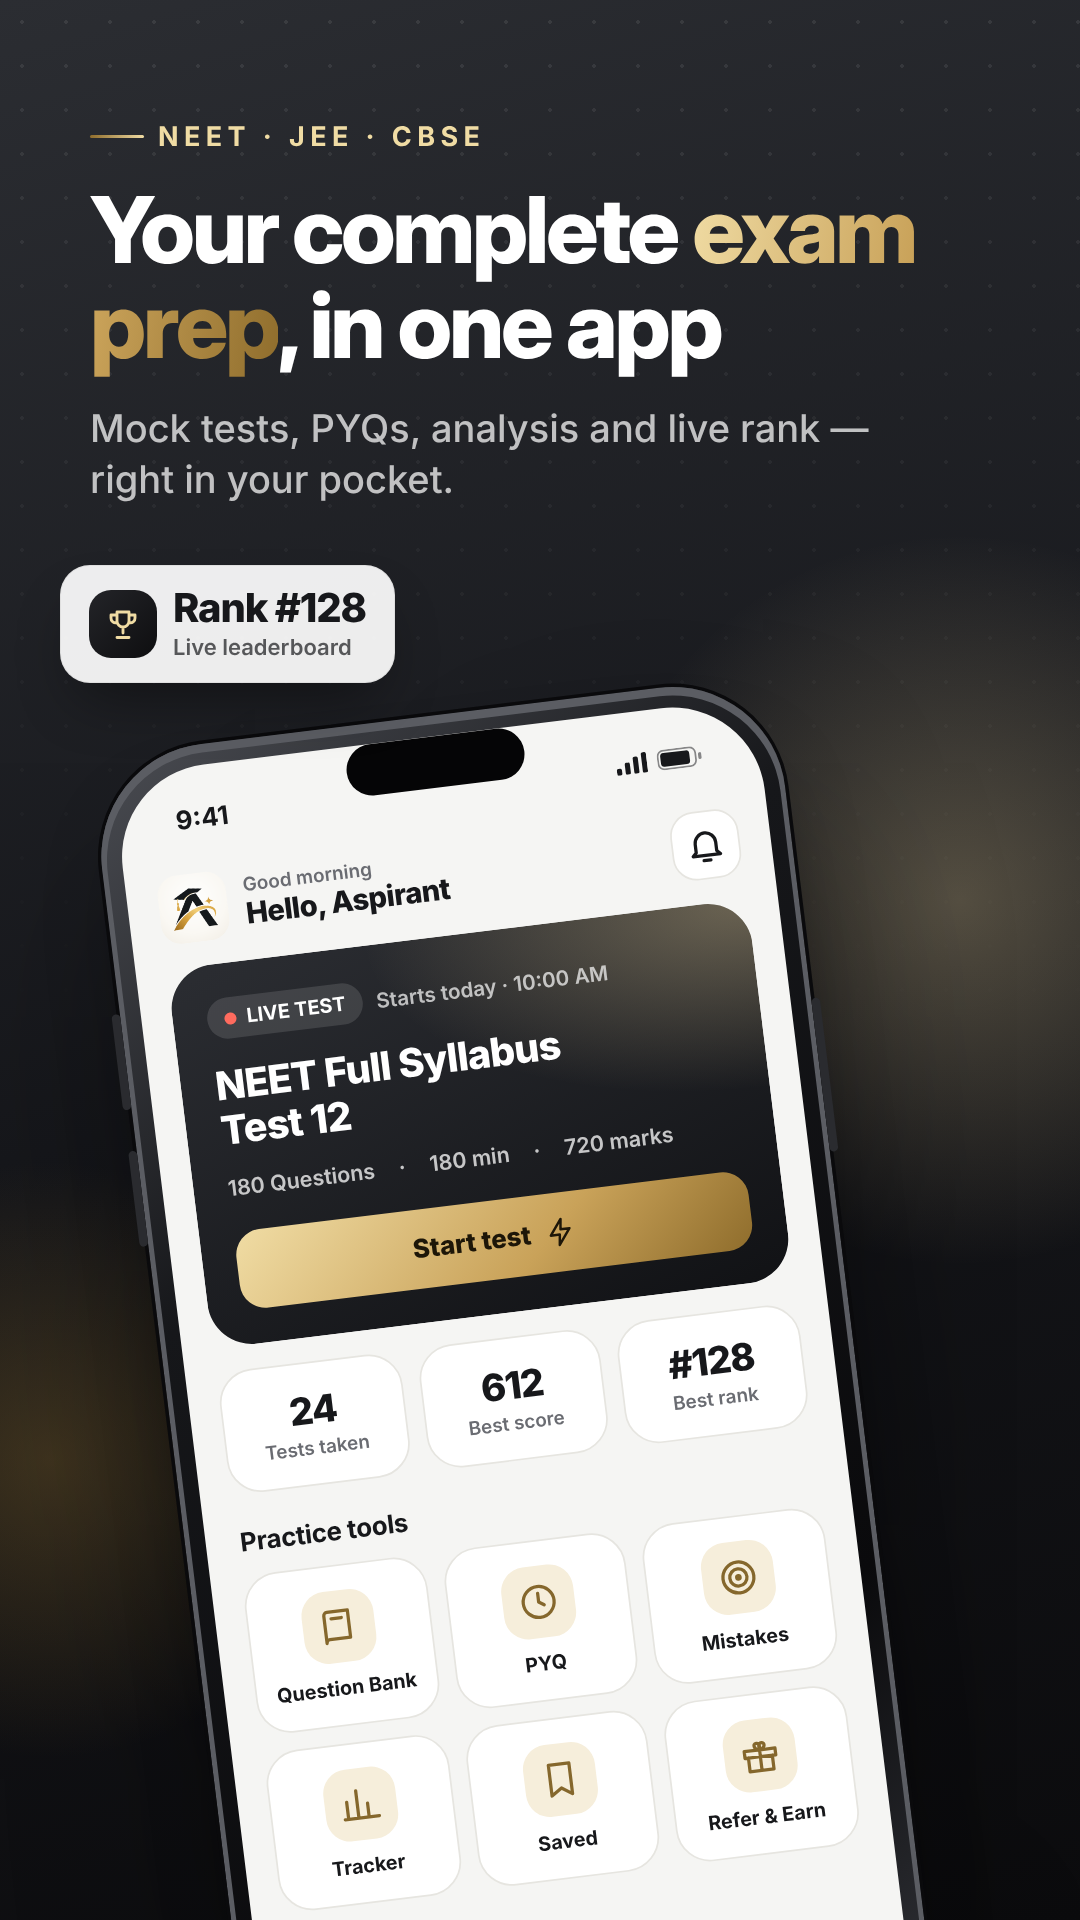 NEET · JEE · CBSE
Your complete exam
prep, in one app
Mock tests, PYQs, analysis and live rank —
right in your pocket.
Rank #128
Live leaderboard
9:41
Good morning
Hello, Aspirant
LIVE TEST
Starts today · 10:00 AM
NEET Full Syllabus
Test 12
180 Questions · 180 min · 720 marks
Start test
24
Tests taken
612
Best score
#128
Best rank
Practice tools
Question Bank
PYQ
Mistakes
Tracker
Saved
Refer & Earn